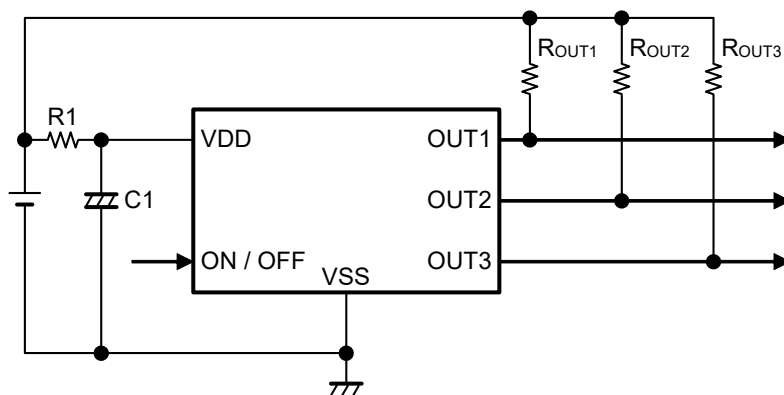 ROUT1
ROUT2
ROUT3
R1
VDD
OUT1
C1
OUT2
ON / OFF
VSS
OUT3